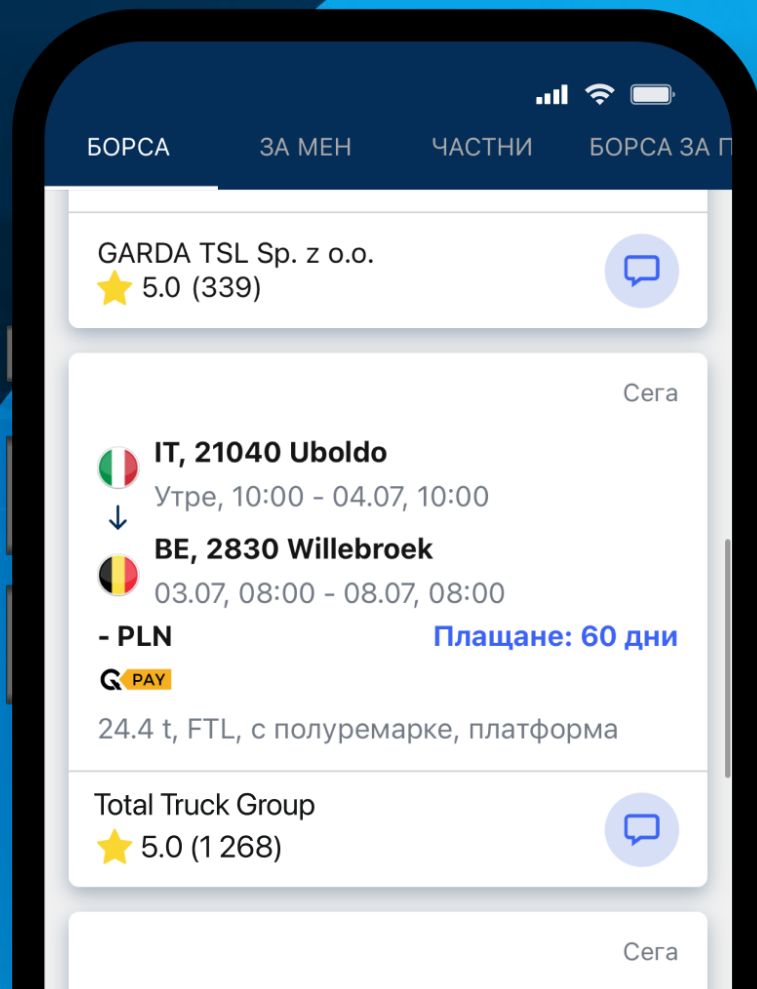 БОРСА ЗА МЕН ЧАСТНИ БОРСА ЗА П
GARDA TSL Sp. z o.o.
5.0 (339)
Сега
IT, 21040 Uboldo
Утре, 10:00 - 04.07, 10:00
BE, 2830 Willebroek
03.07, 08:00 - 08.07, 08:00
- PLN Плащане: 60 дни
PAY
24.4 t, FTL, с полуремарке, платформа
Total Truck Group
5.0 (1 268)
Сега